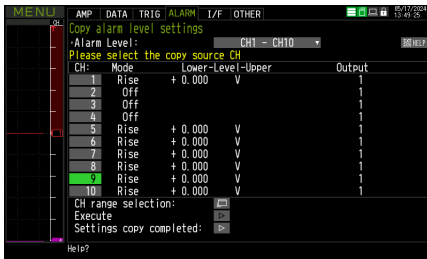 MENU AMP DATA TRIG ALARM I/F OTHER 05/17/2024 13:49:25
CH
Copy alarm level settings
·Alarm Level: CH1 - CH10 HELP
Please select the copy source CH
CH: Mode Lower-Level-Upper Output
1 Rise + 0.000 V 1
2 Off 1
3 Off 1
4 Off 1
5 Rise + 0.000 V 1
6 Rise + 0.000 V 1
7 Rise + 0.000 V 1
8 Rise + 0.000 V 1
9 Rise + 0.000 V 1
10 Rise + 0.000 V 1
CH range selection:
Execute
Settings copy completed:
Help?